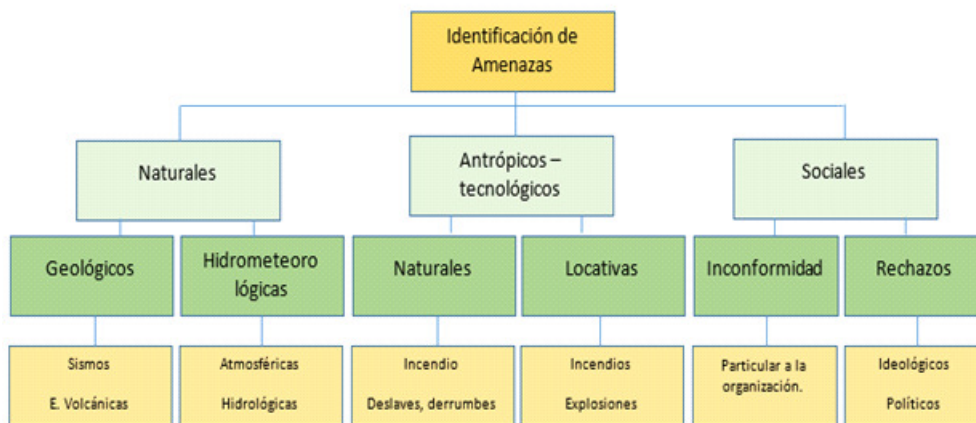 Identificación de
Amenazas
Naturales
Antrópicos –
tecnológicos
Sociales
Geológicos
Hidrometeoro
lógicas
Naturales
Locativas
Inconformidad
Rechazos
Sismos
E. Volcánicas
Atmosféricas
Hidrológicas
Incendio
Deslaves, derrumbes
Incendios
Explosiones
Particular a la
organización.
Ideológicos
Políticos